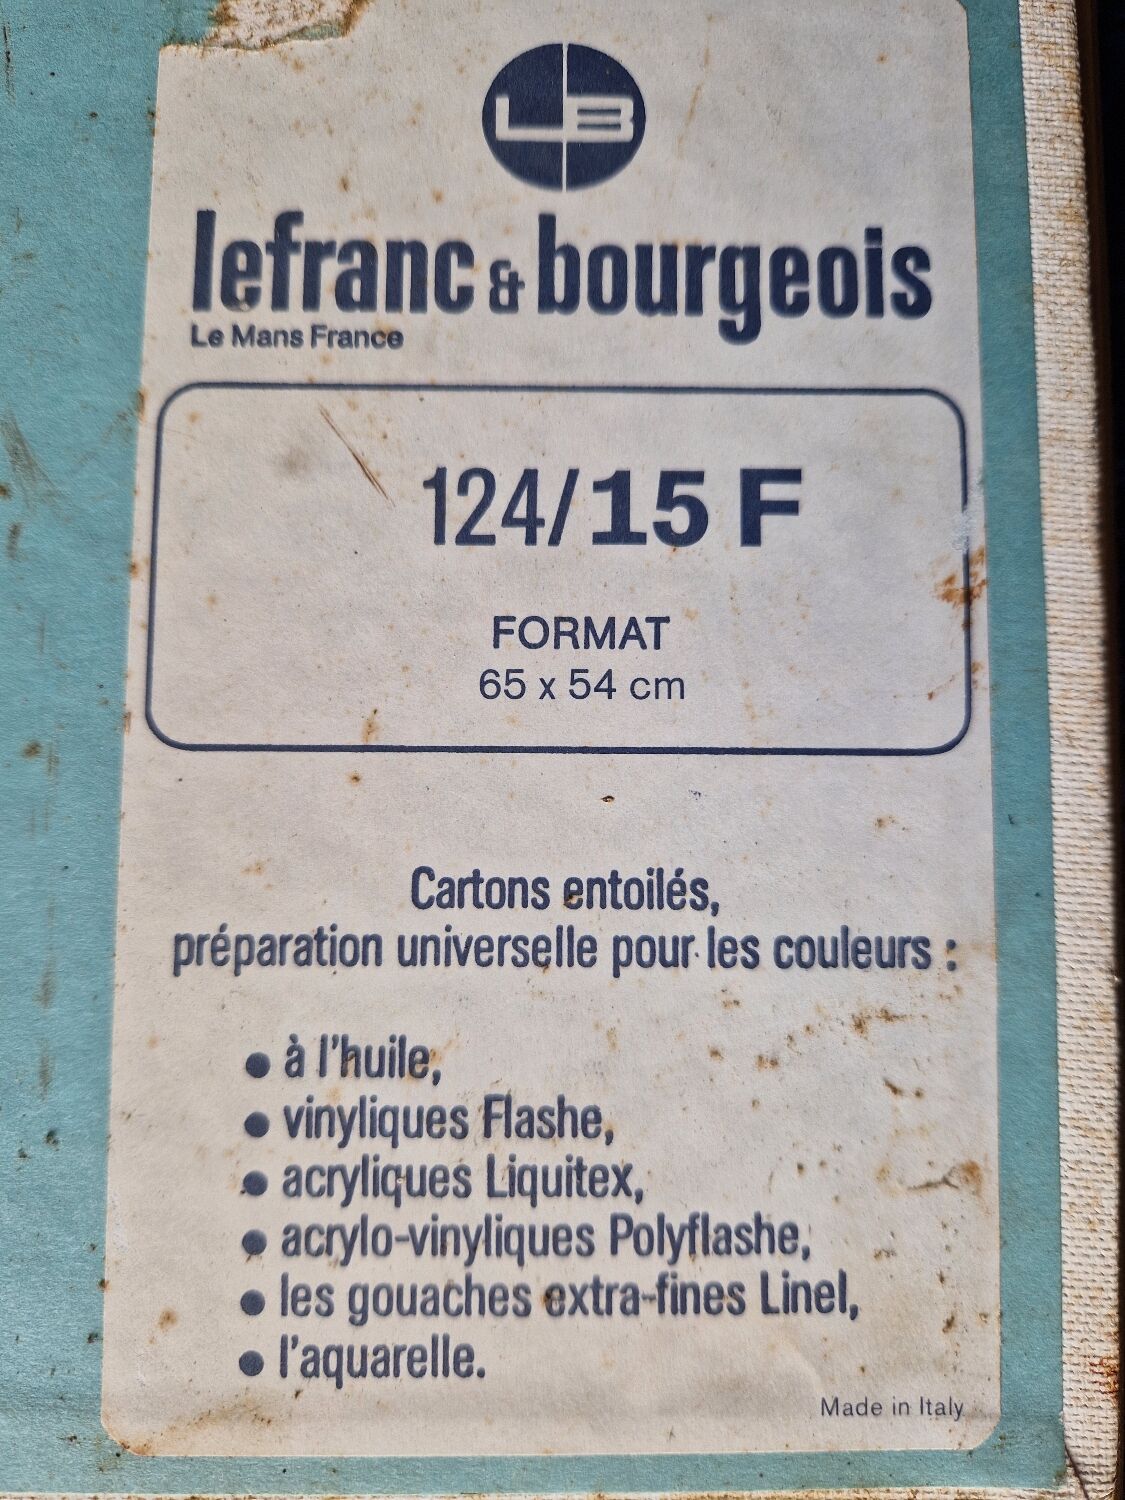 LB
lefranc & bourgeois
Le Mans France
124/15 F
FORMAT
65 x 54 cm
Cartons entoilés,
préparation universelle pour les couleurs :
• à l'huile,
• vinyliques Flashe,
• acryliques Liquitex,
• acrylo-vinyliques Polyflashe,
• les gouaches extra-fines Linel,
• l'aquarelle.
Made in Italy